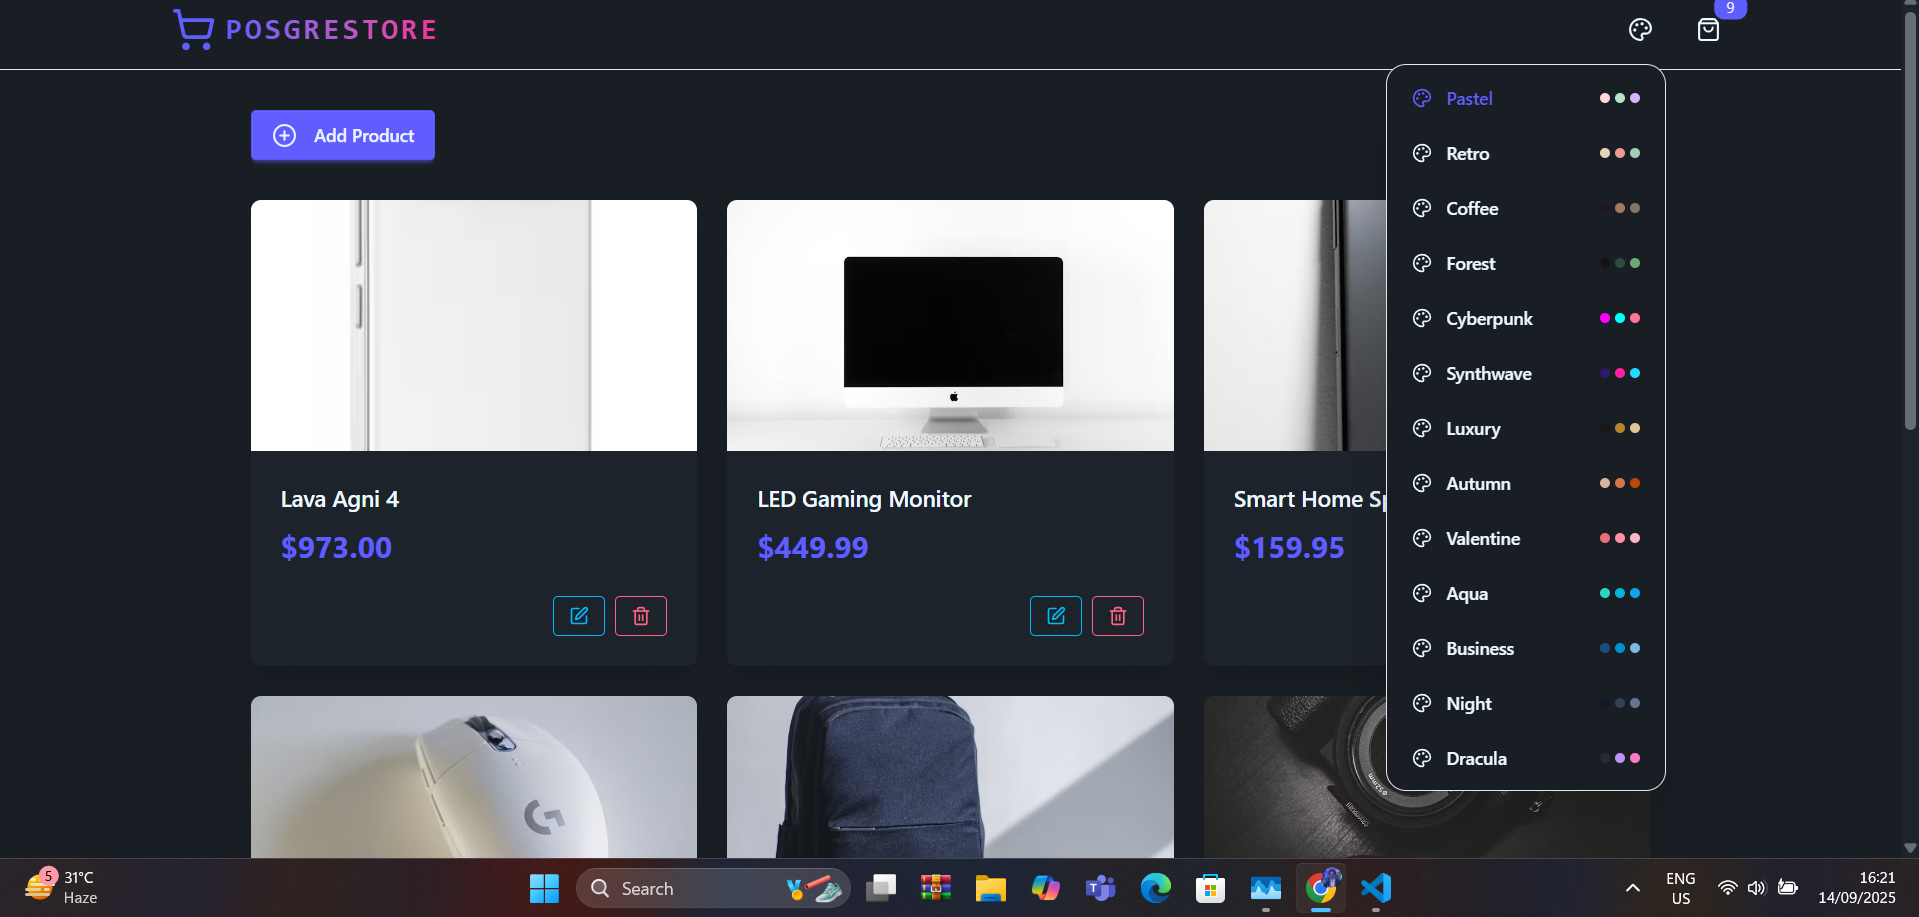 POSGRESTORE
9
Add Product
Pastel
Retro
Coffee
Forest
Cyberpunk
Synthwave
Luxury
Autumn
Valentine
Aqua
Business
Night
Dracula
Lava Agni 4
$973.00
LED Gaming Monitor
$449.99
Smart Home
$159.95
G
5
31°C
Haze
Search
ENG
US
16:21
14/09/2025